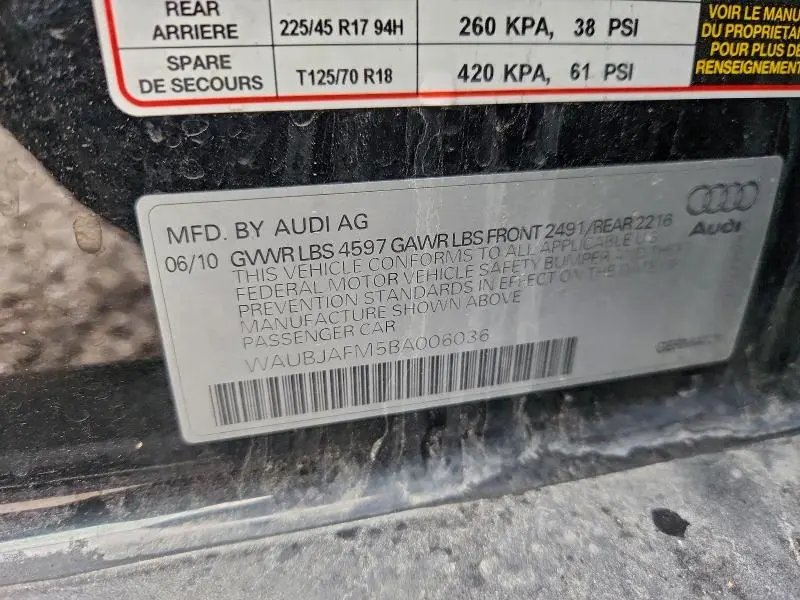 REAR
ARRIERE 225/45 R17 94H 260 KPA, 38 PSI
SPARE
DE SECOURS T125/70 R18 420 KPA, 61 PSI
VOIR LE MANU
DU PROPRIETA
POUR PLUS DE
RENSEIGNEMENT
MFD. BY AUDI AG
06/10 GVWR LBS 4597 GAWR LBS FRONT 2491/REAR 2216
THIS VEHICLE CONFORMS TO ALL APPLICABLE US
FEDERAL MOTOR VEHICLE SAFETY BUMPER AND THEFT
PREVENTION STANDARDS IN EFFECT ON THE DATE OF
MANUFACTURE SHOWN ABOVE
PASSENGER CAR
WAUBJAFM5BA006036
Audi